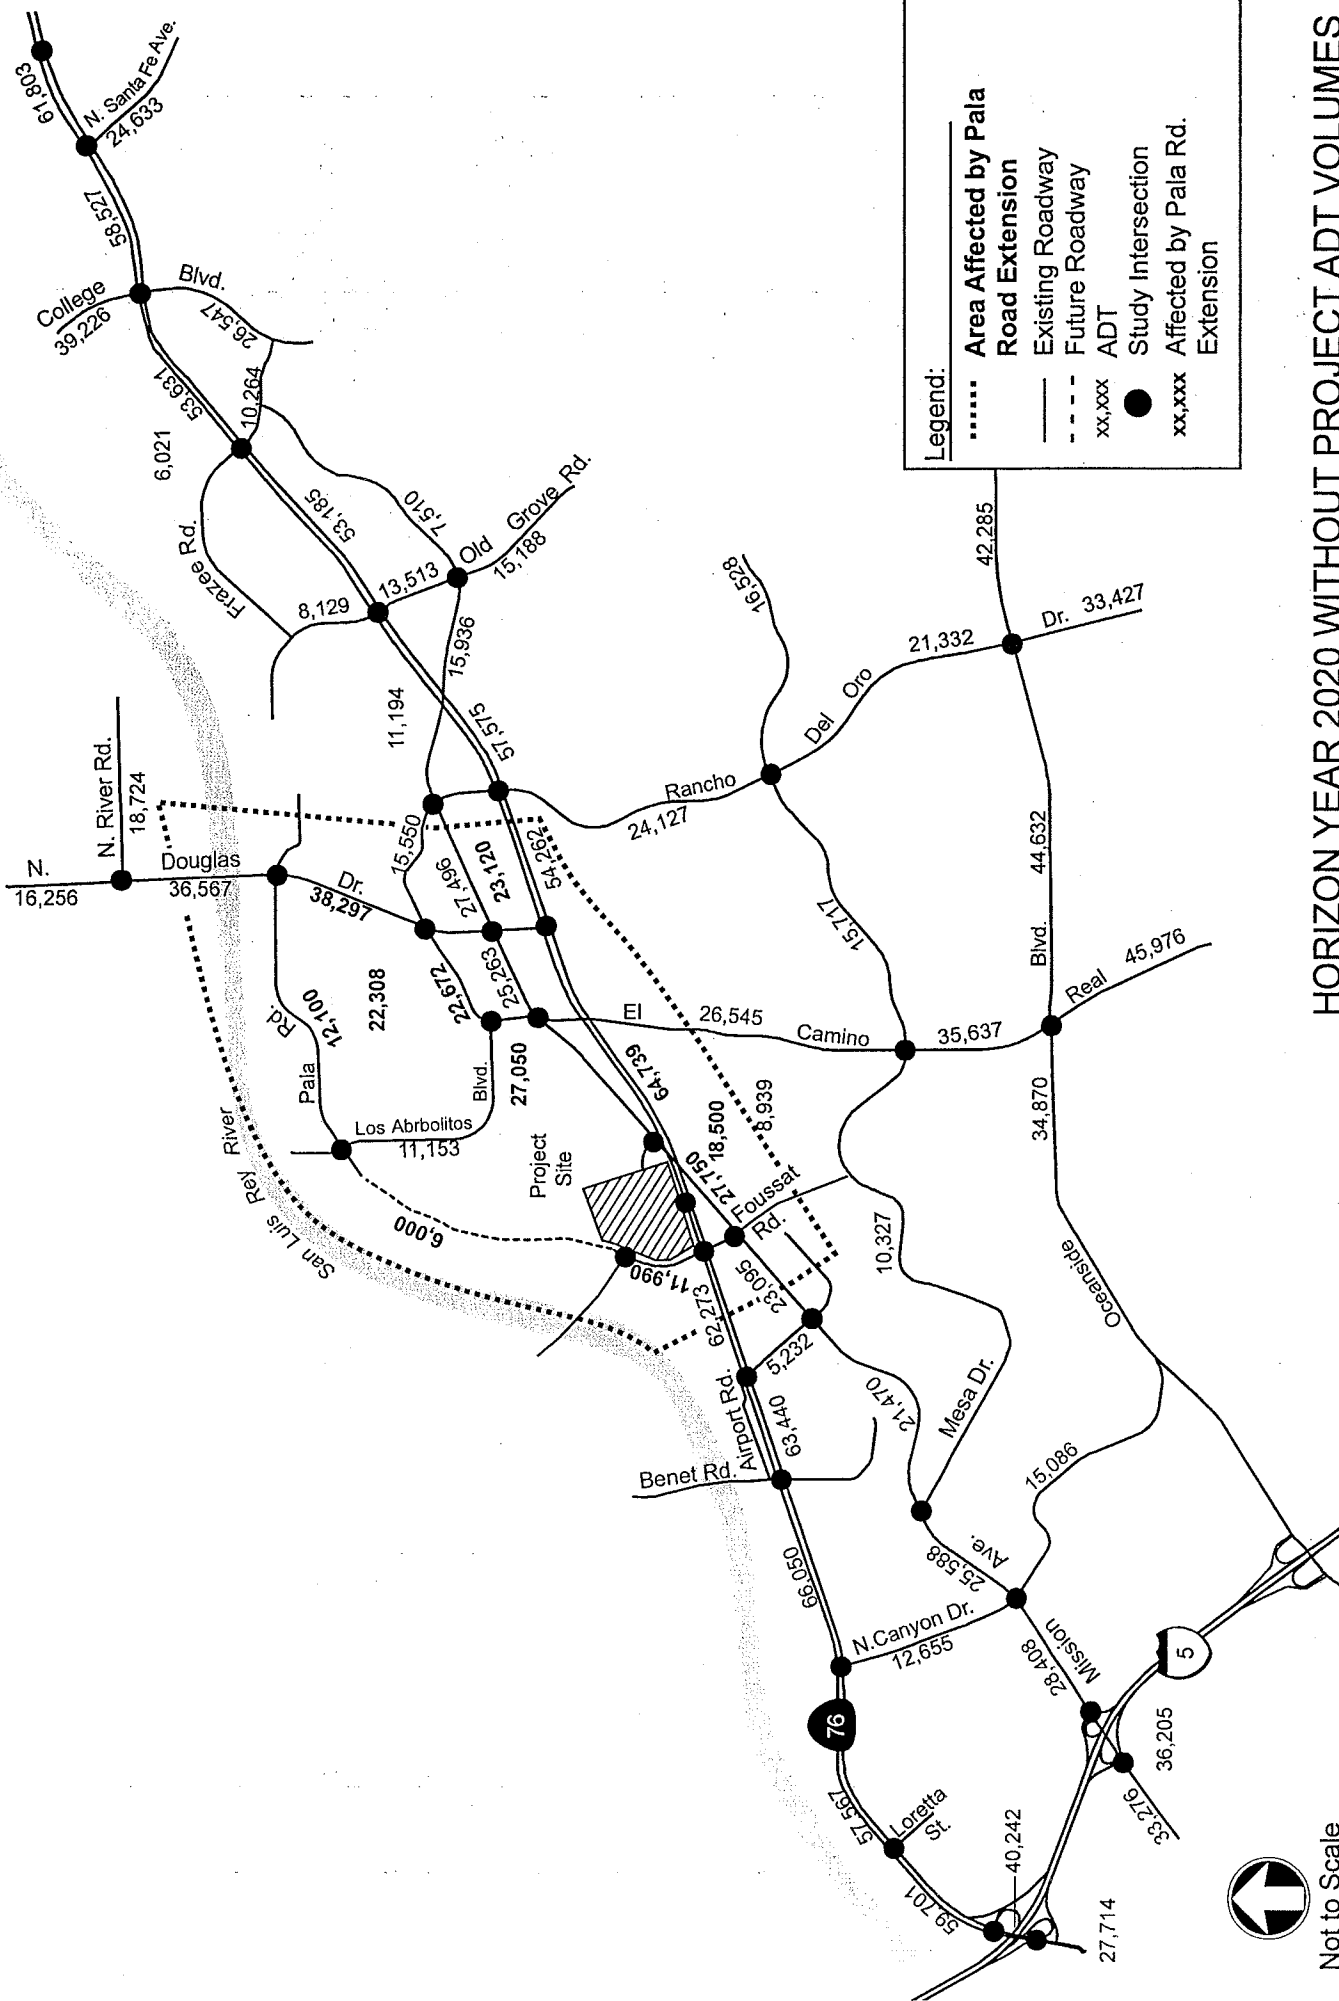 61,803
N. Santa Fe Ave.
24,633
58,527
College
39,226
Blvd.
26,547
53,631
10,264
6,021
Frazee Rd.
53,185
7,510
Old Grove Rd.
15,188
13,513
8,129
15,936
11,194
57,575
16,528
42,285
Dr. 33,427
21,332
Rancho Del Oro
24,127
N. River Rd.
18,724
N.
16,256
Douglas
36,567
Dr.
38,297
15,550
27,496
23,120
54,262
15,717
44,632
Blvd.
Real
45,976
35,637
El Camino
26,545
25,263
22,672
22,308
Rd.
12,100
Pala
Los Abrbolitos
11,153
Blvd.
27,050
64,739
18,500
27,750
8,939
Foussat
Rd.
Project
Site
San Luis Rey River
6,000
11,990
62,273
23,095
5,232
10,327
34,870
Oceanside
Airport Rd.
63,440
Benet Rd.
21,470
Mesa Dr.
15,086
25,588
Ave.
66,050
N.Canyon Dr.
12,655
28,408
Mission
5
76
36,205
33,276
57,567
Loretta
St.
59,701
40,242
27,714
Legend:
Area Affected by Pala
Road Extension
Existing Roadway
Future Roadway
xx,xxx ADT
Study Intersection
xx,xxx Affected by Pala Rd.
Extension
Not to Scale
HORIZON YEAR 2020 WITHOUT PROJECT ADT VOLUMES